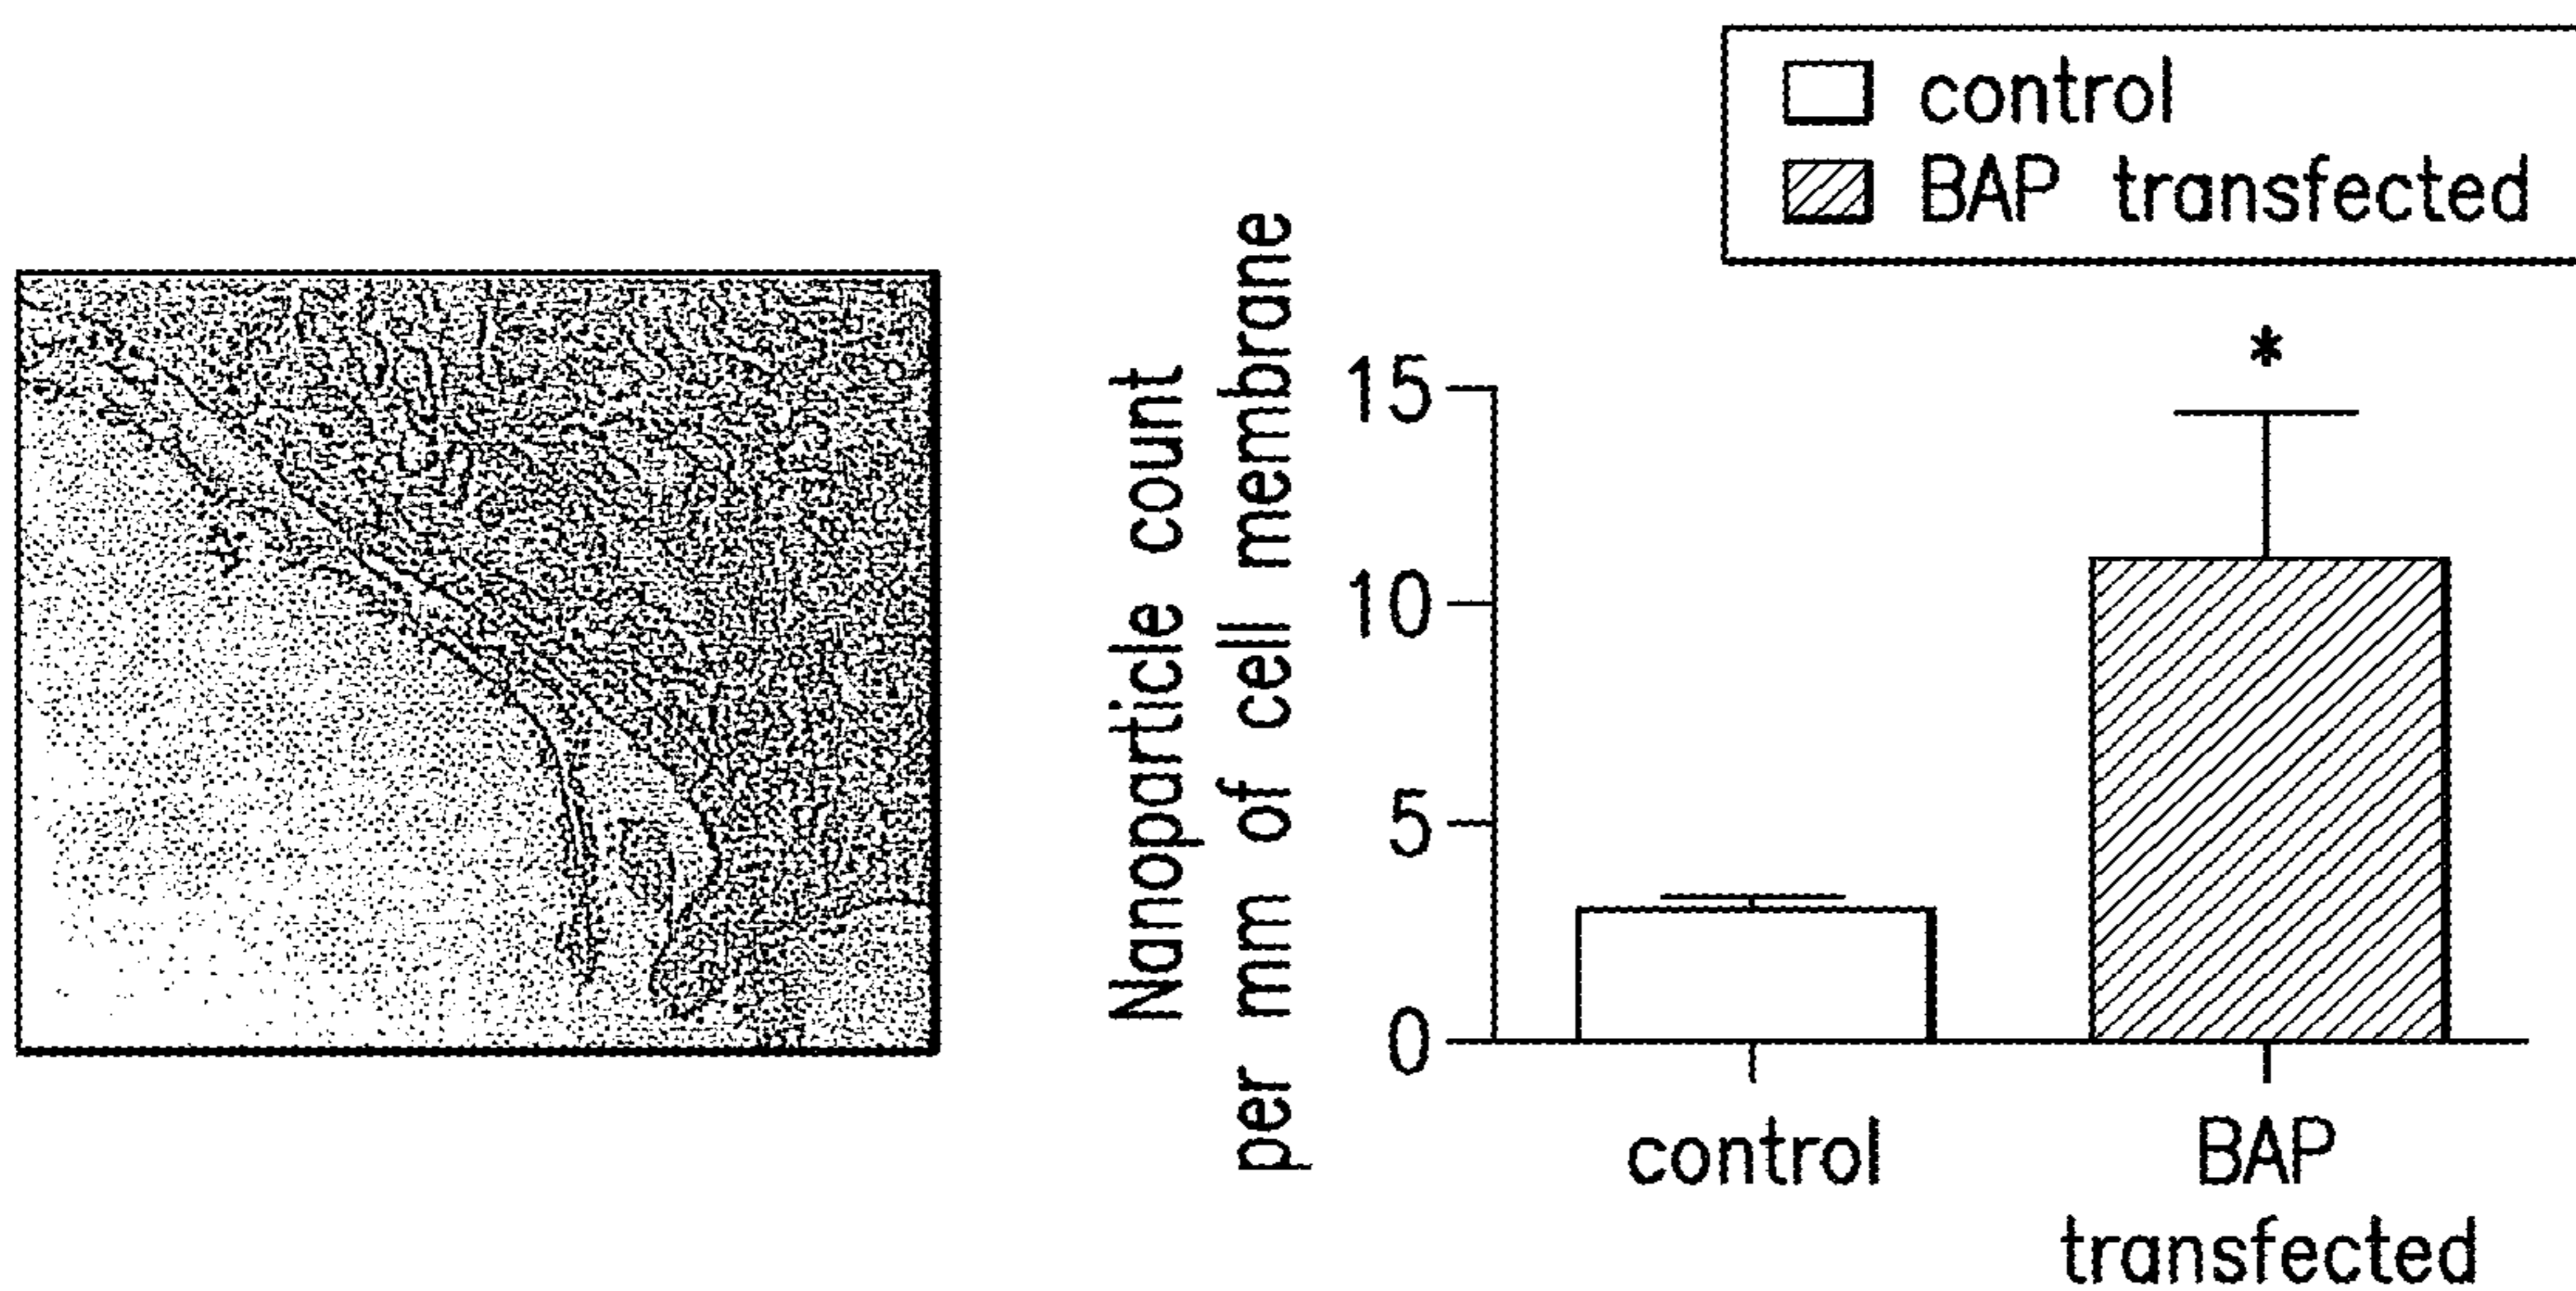 control
BAP transfected
Nanoparticle count
per mm of cell membrane
*
15
10
5
0
control
BAP
transfected